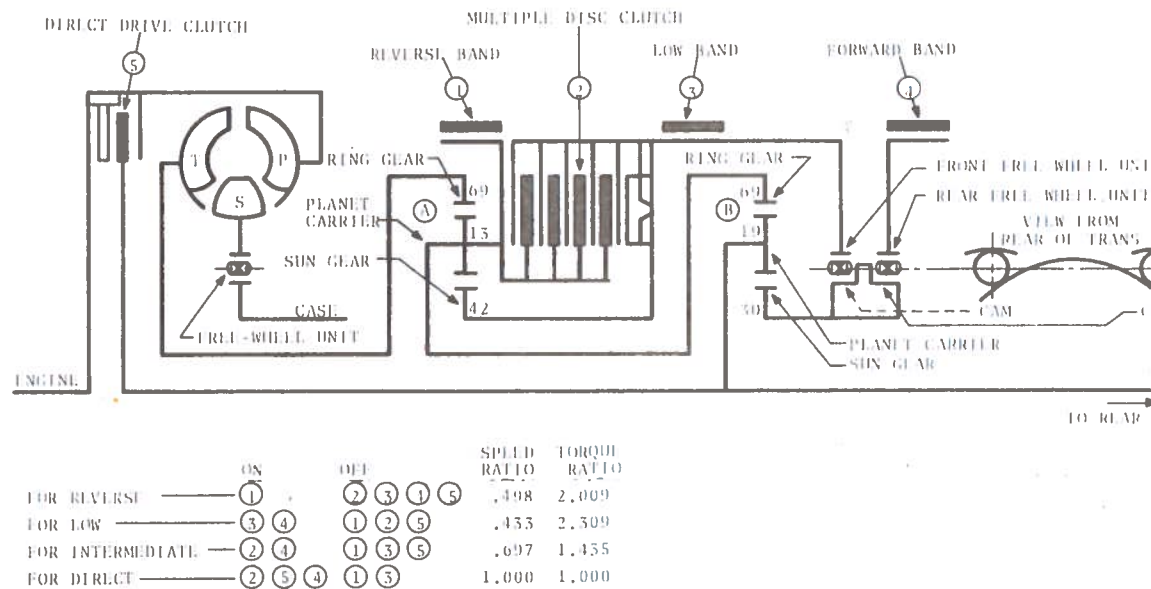 DIRECT DRIVE CLUTCH
5
MULTIPLE DISC CLUTCH
REVERSE BAND
1
2
LOW BAND
3
FORWARD BAND
4
T
P
S
RING GEAR
69
A
PLANET
CARRIER
13
SUN GEAR
42
CASE
FREE-WHEEL UNIT
RING GEAR
69
B
19
30
FRONT FREE WHEEL UNIT
REAR FREE WHEEL UNIT
VIEW FROM
REAR OF TRANS
CAM
C
PLANET CARRIER
SUN GEAR
ENGINE
TO REAR
ON OFF SPEED RATIO TORQUE RATIO
FOR REVERSE 1 2 3 4 5 .498 2.009
FOR LOW 3 4 1 2 5 .433 2.309
FOR INTERMEDIATE 2 4 1 3 5 .697 1.435
FOR DIRECT 2 5 4 1 3 1.000 1.000